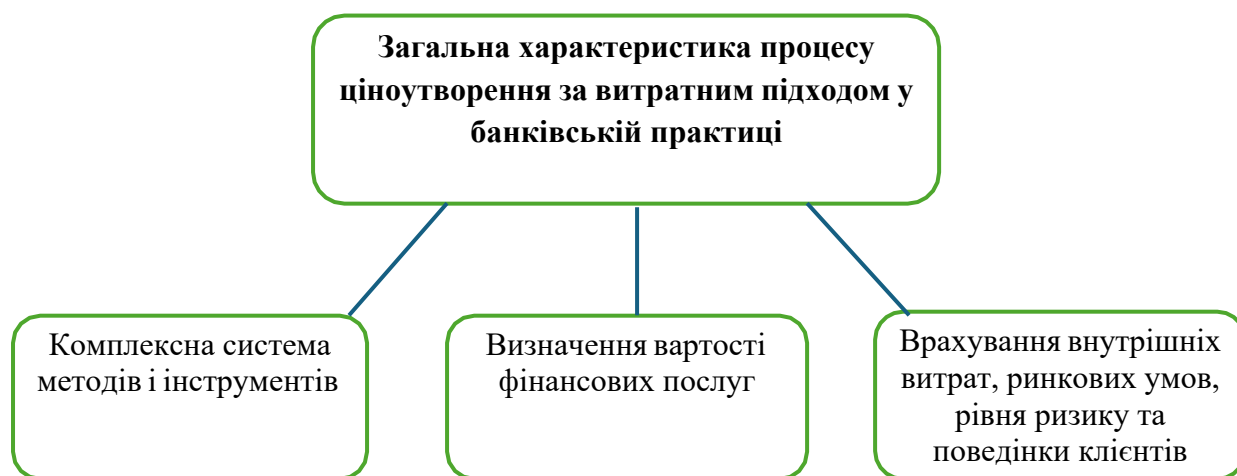 Загальна характеристика процесу
ціноутворення за витратним підходом у
банківській практиці
Комплексна система
методів і інструментів
Визначення вартості
фінансових послуг
Врахування внутрішніх
витрат, ринкових умов,
рівня ризику та
поведінки клієнтів